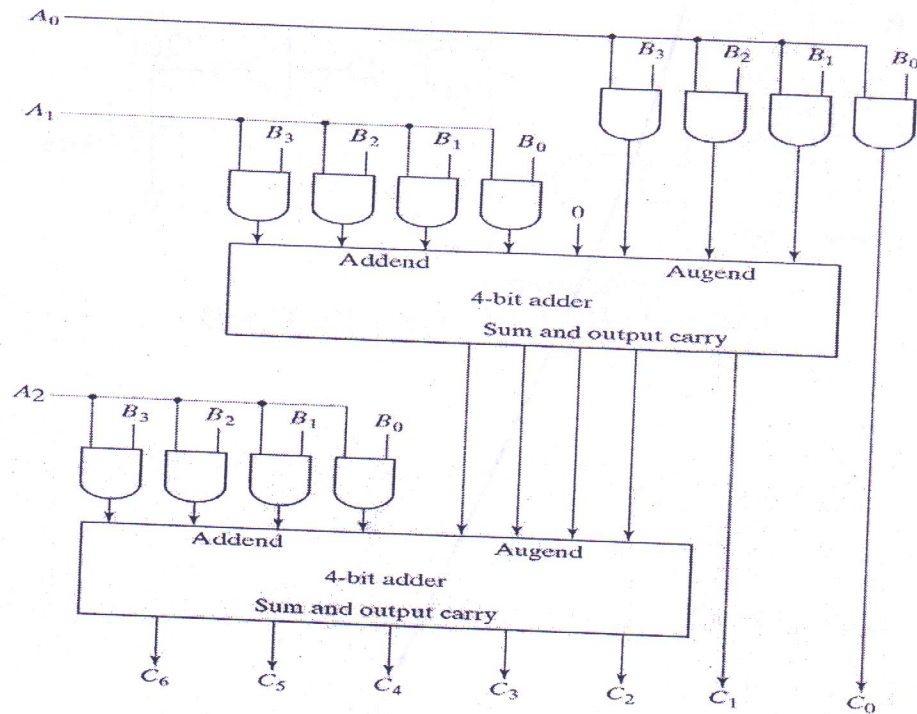 A₀
B₃ B₂ B₁ B₀
A₁
B₃ B₂ B₁ B₀
0
Addend Augend
4-bit adder
Sum and output carry
A₂
B₃ B₂ B₁ B₀
Addend Augend
4-bit adder
Sum and output carry
C₆ C₅ C₄ C₃ C₂ C₁ C₀